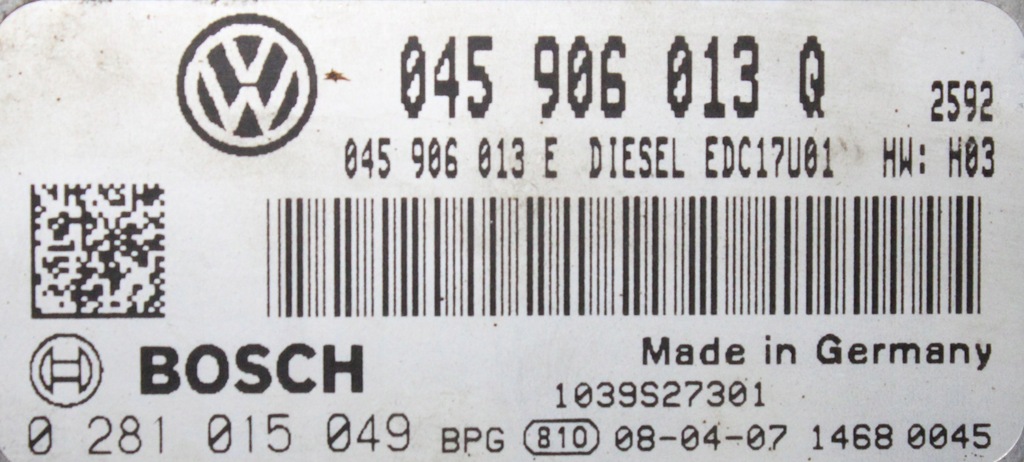 045 906 013 Q 2592
045 906 013 E DIESEL EDC17U01 HW: H03
BOSCH Made in Germany
1039S27301
0 281 015 049 BPG 810 08-04-07 1468 0045